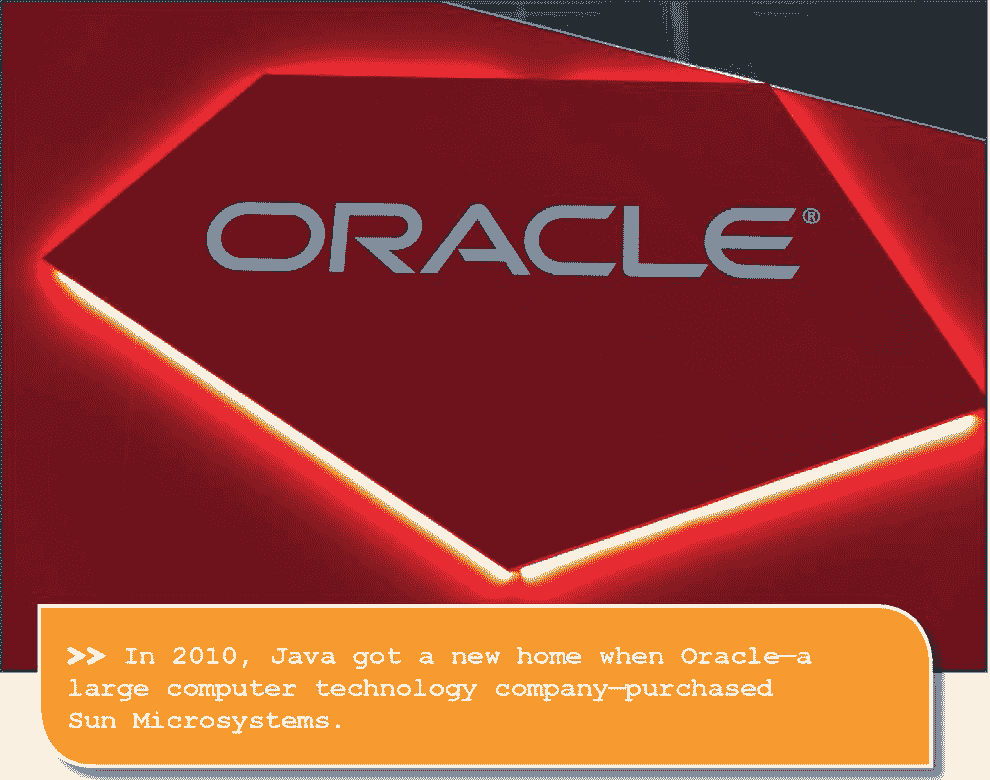 ORACLE®
>> In 2010, Java got a new home when Oracle—a
large computer technology company—purchased
Sun Microsystems.